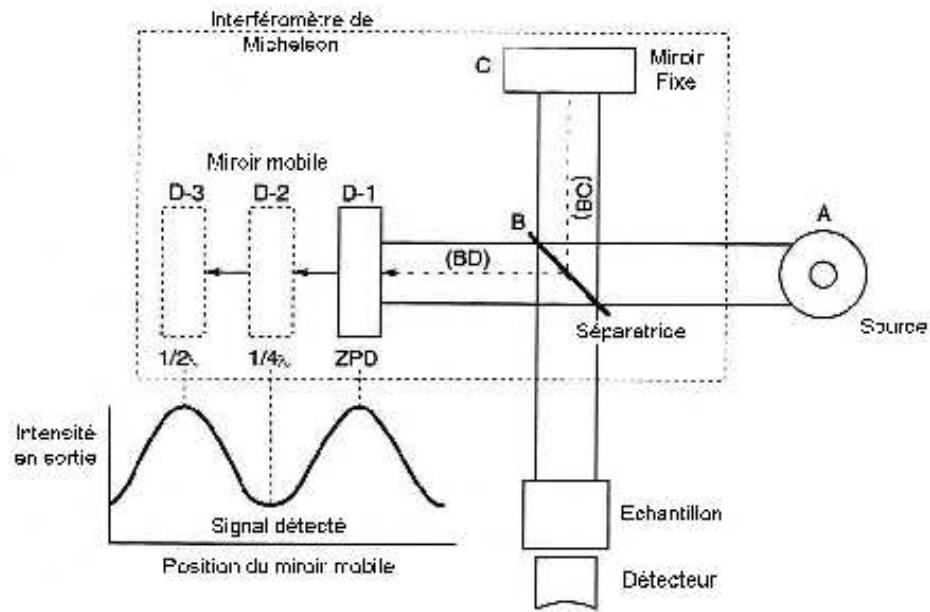 Interféromètre de
Michelson
C
Miroir
Fixe
Miroir mobile
D-3
D-2
D-1
(BC)
B
A
(BD)
Séparatrice
Source
1/2λ
1/4λ
ZPD
Intensité
en sortie
Signal détecté
Position du miroir mobile
Echantillon
Détecteur